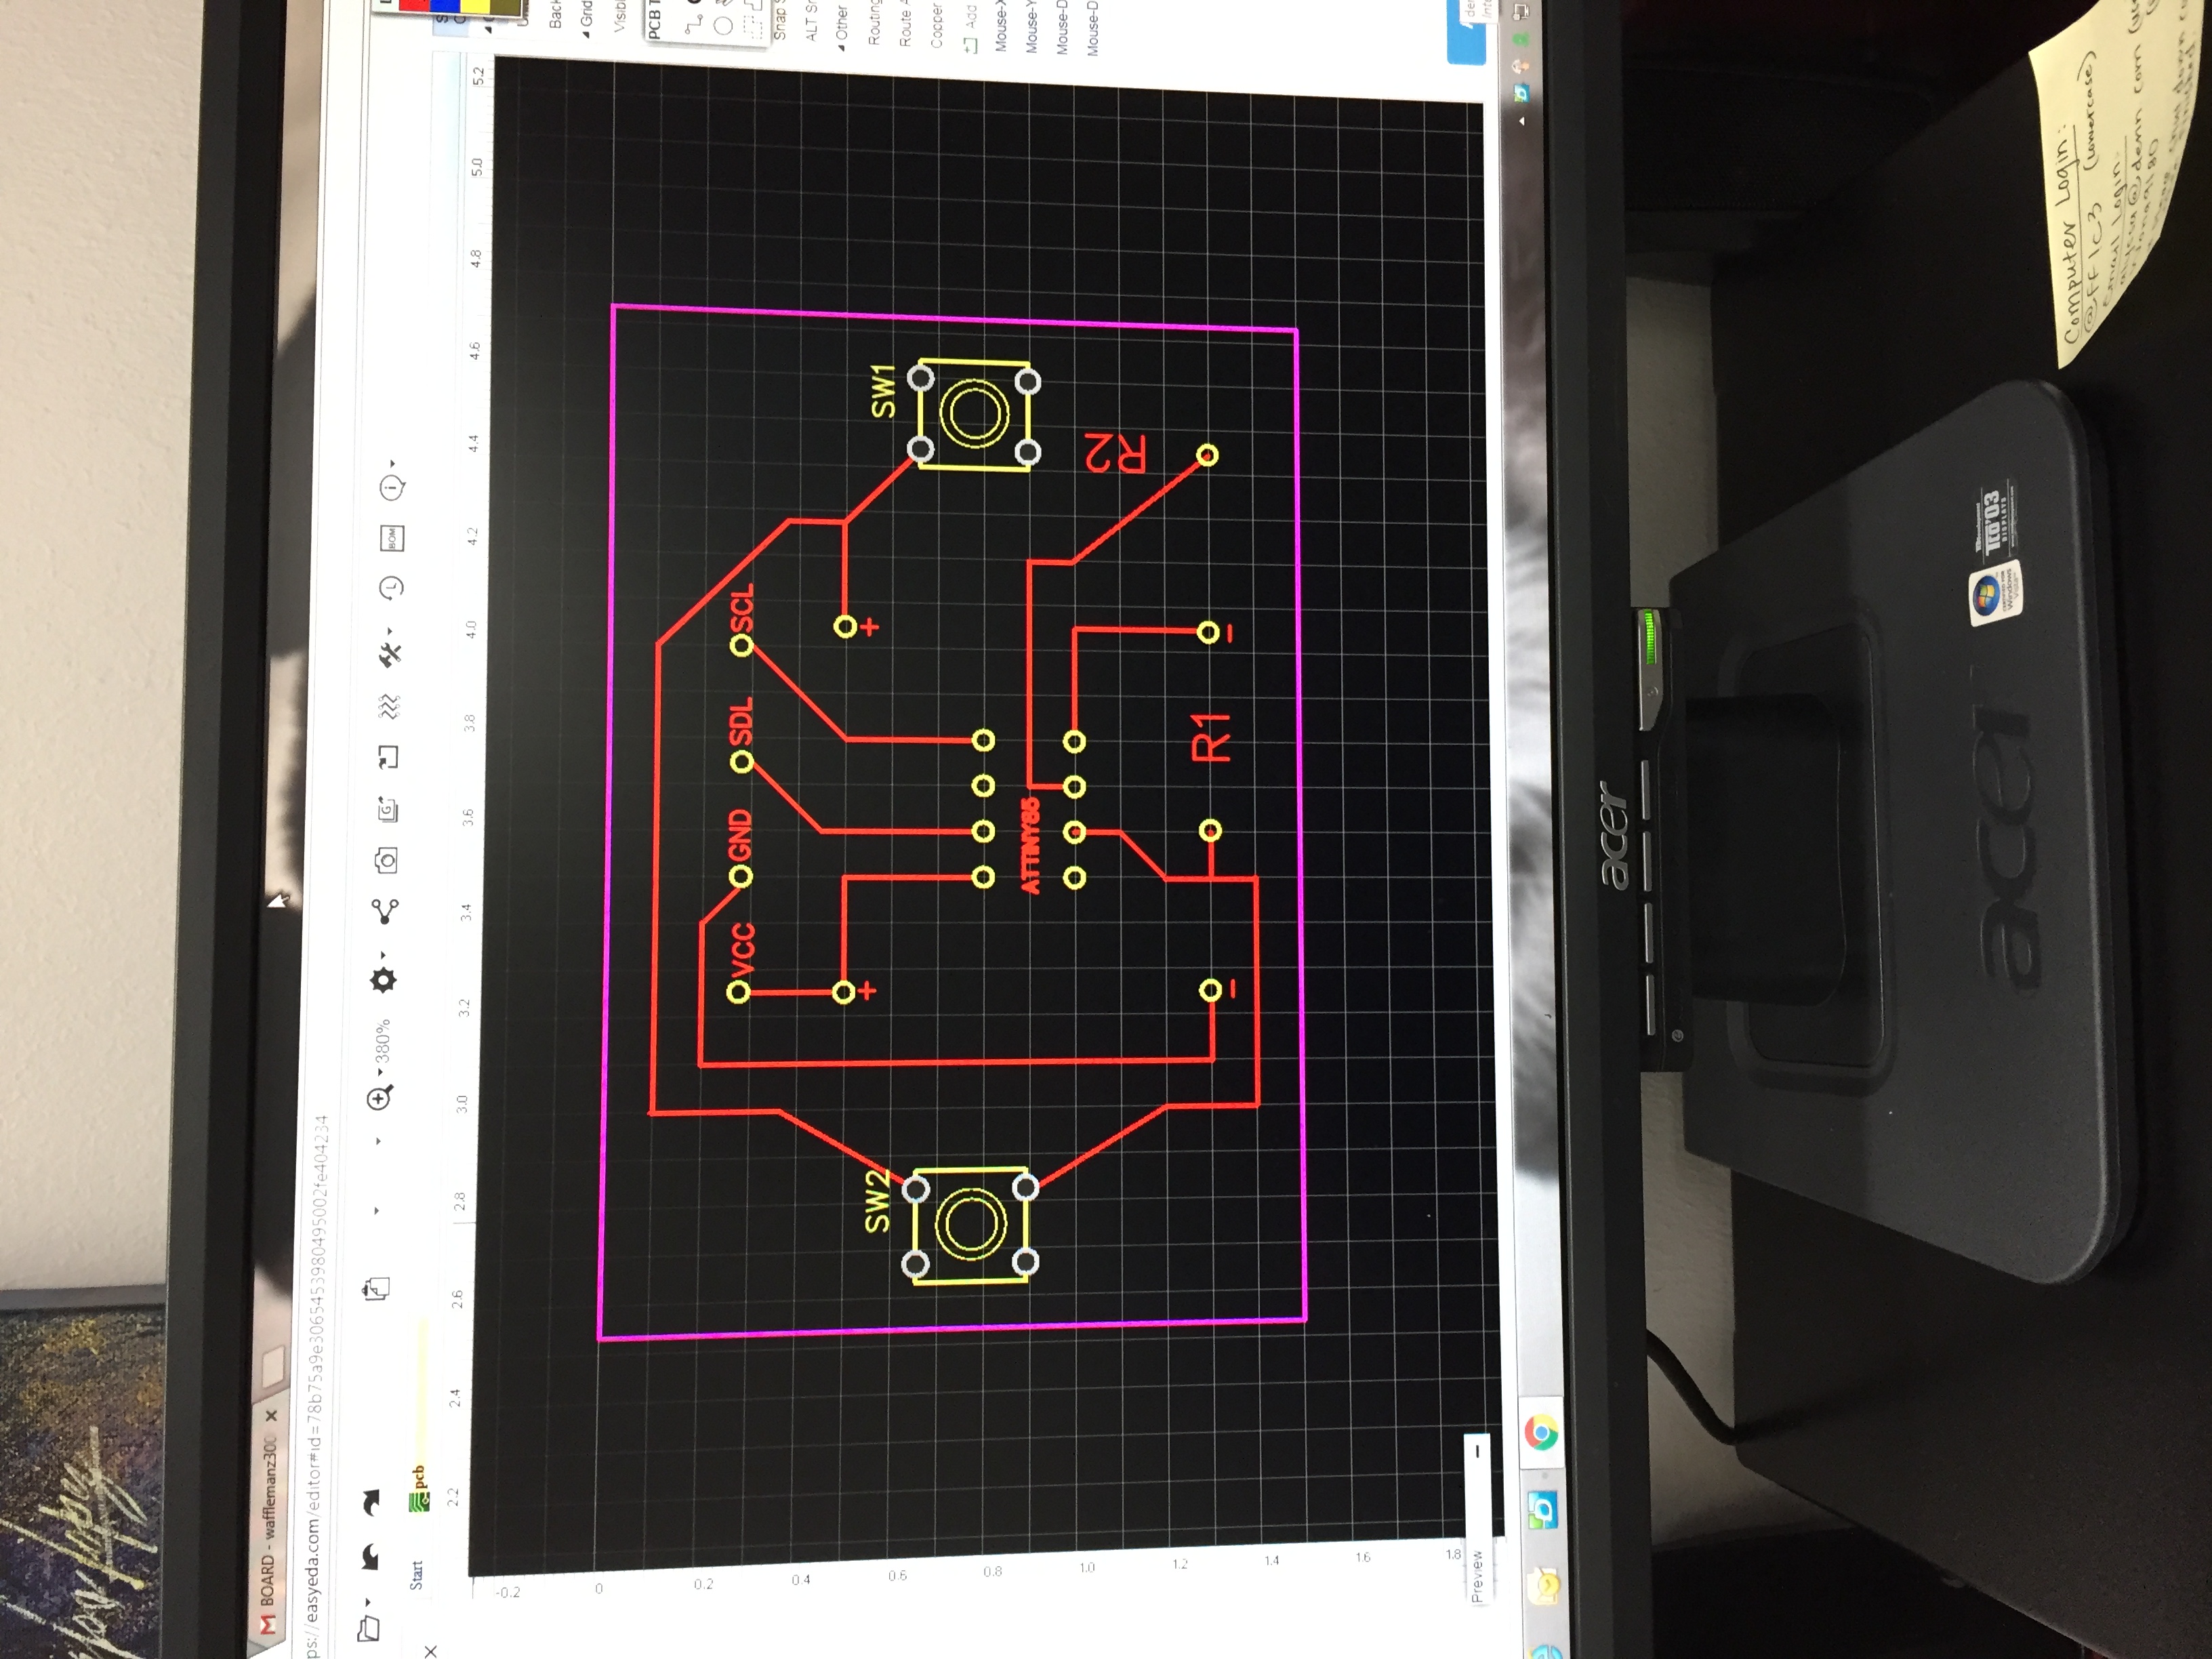 BOARD - wafflemanz300
ps://easyeda.com/editor#id=78b75a9e3065453980495002fe404234
380%
BOM
Start
pcb
2.2 2.4 2.6 2.8 3.0 3.2 3.4 3.6 3.8 4.0 4.2 4.4 4.6 4.8 5.0 5.2
-0.2
0
0.2
0.4
0.6
0.8
1.0
1.2
1.4
1.6
1.8
VCC GND SDL SCL
+ +
SW2 SW1
ATTINY85
R2
R1
- -
Back
Grid
Visibl
PCB T
Snap S
ALT Sn
Other
Routing
Route A
Copper
Add
Mouse-X
Mouse-Y
Mouse-D
Mouse-D
Preview
acer
acer
CERTIFIED FOR
Windows
Vista
TCO'03
DISPLAYS
Computer Login:
(lowercase)
Email Login